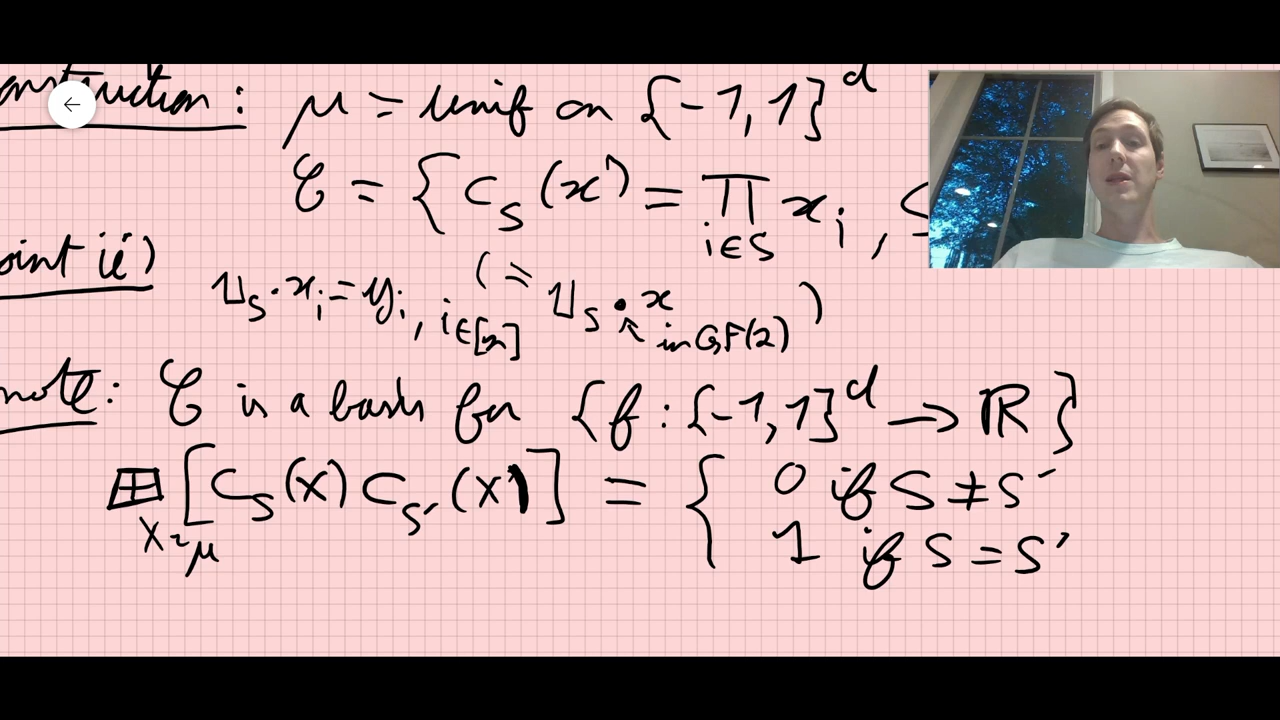 onstruction: μ = unif on {-1,1}^d
𝒞 = { C_S(x) = ∏_{i∈S} x_i, S
oint ii)
1_S · x_i = y_i, i∈[n] (= 1_S · x in GF(2))
note: 𝒞 is a basis for {f : {-1,1}^d → ℝ}
𝔼_{X~μ} [C_S(X) C_{S'}(X)] = { 0 if S ≠ S'
1 if S = S'